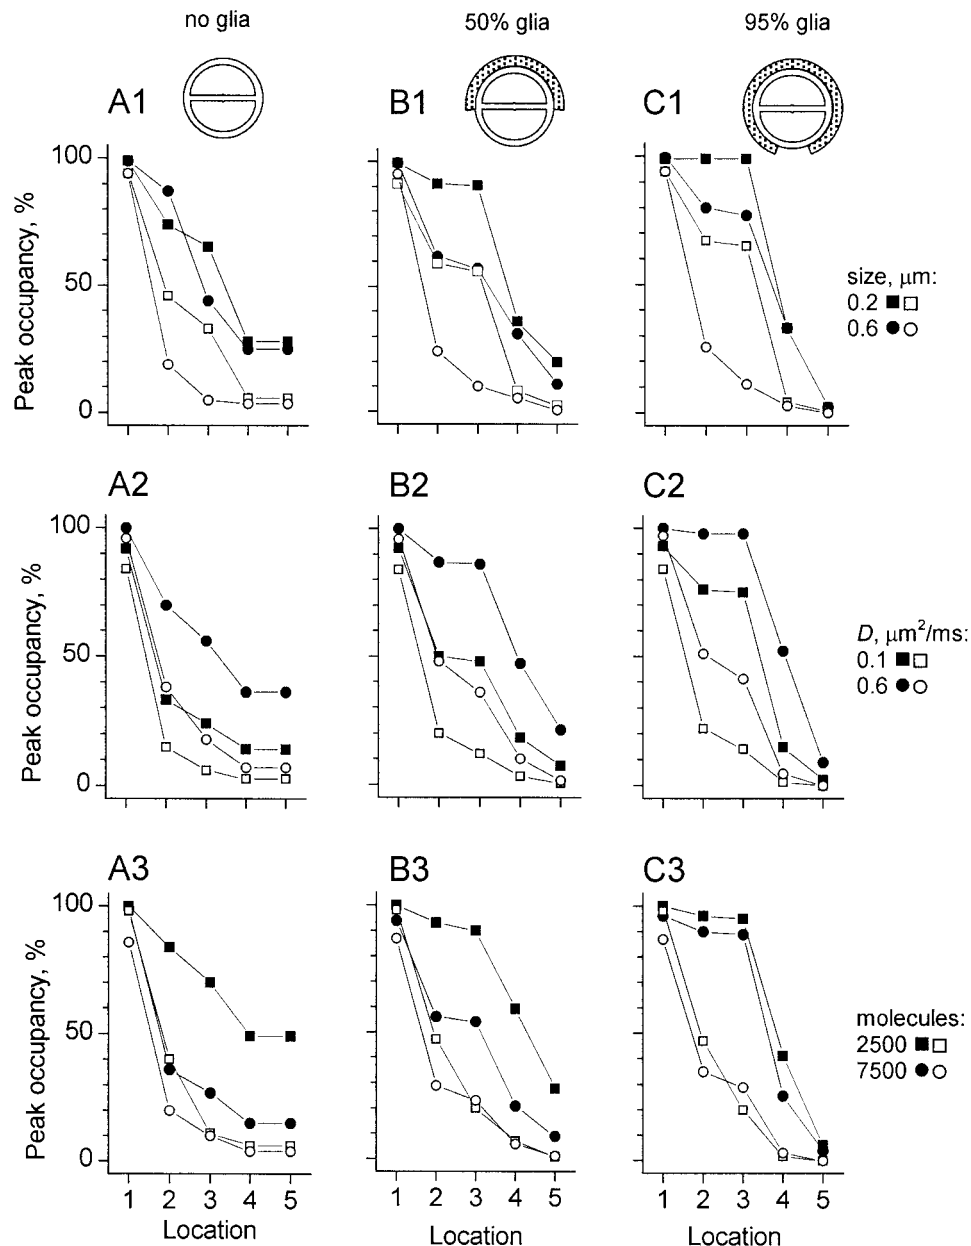 no glia 50% glia 95% glia
A1 B1 C1
100
50
0
Peak occupancy, %
size, μm:
0.2
0.6
A2 B2 C2
100
50
0
Peak occupancy, %
D, μm²/ms:
0.1
0.6
A3 B3 C3
100
50
0
Peak occupancy, %
molecules:
2500
7500
1 2 3 4 5 1 2 3 4 5 1 2 3 4 5
Location Location Location